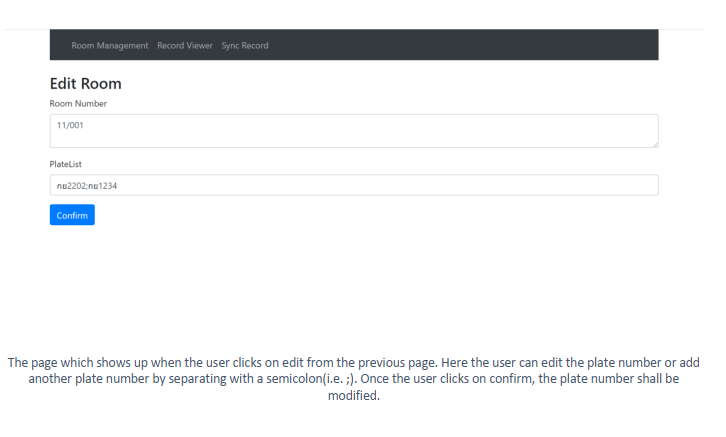 Room Management Record Viewer Sync Record
Edit Room
Room Number
11/001
PlateList
กย2202;กย1234
Confirm
The page which shows up when the user clicks on edit from the previous page. Here the user can edit the plate number or add
another plate number by separating with a semicolon(i.e. ;). Once the user clicks on confirm, the plate number shall be
modified.